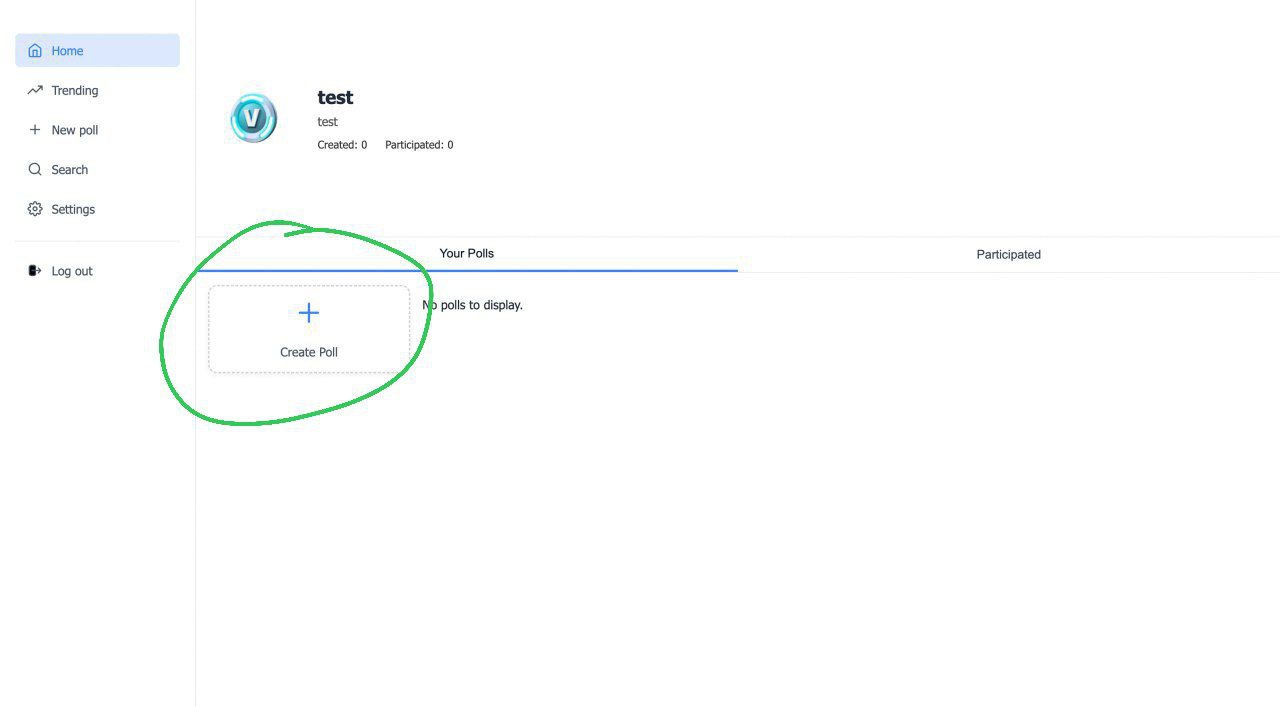 Home
Trending
New poll
Search
Settings
Log out
V
test
test
Created: 0 Participated: 0
Your Polls Participated
Create Poll
No polls to display.